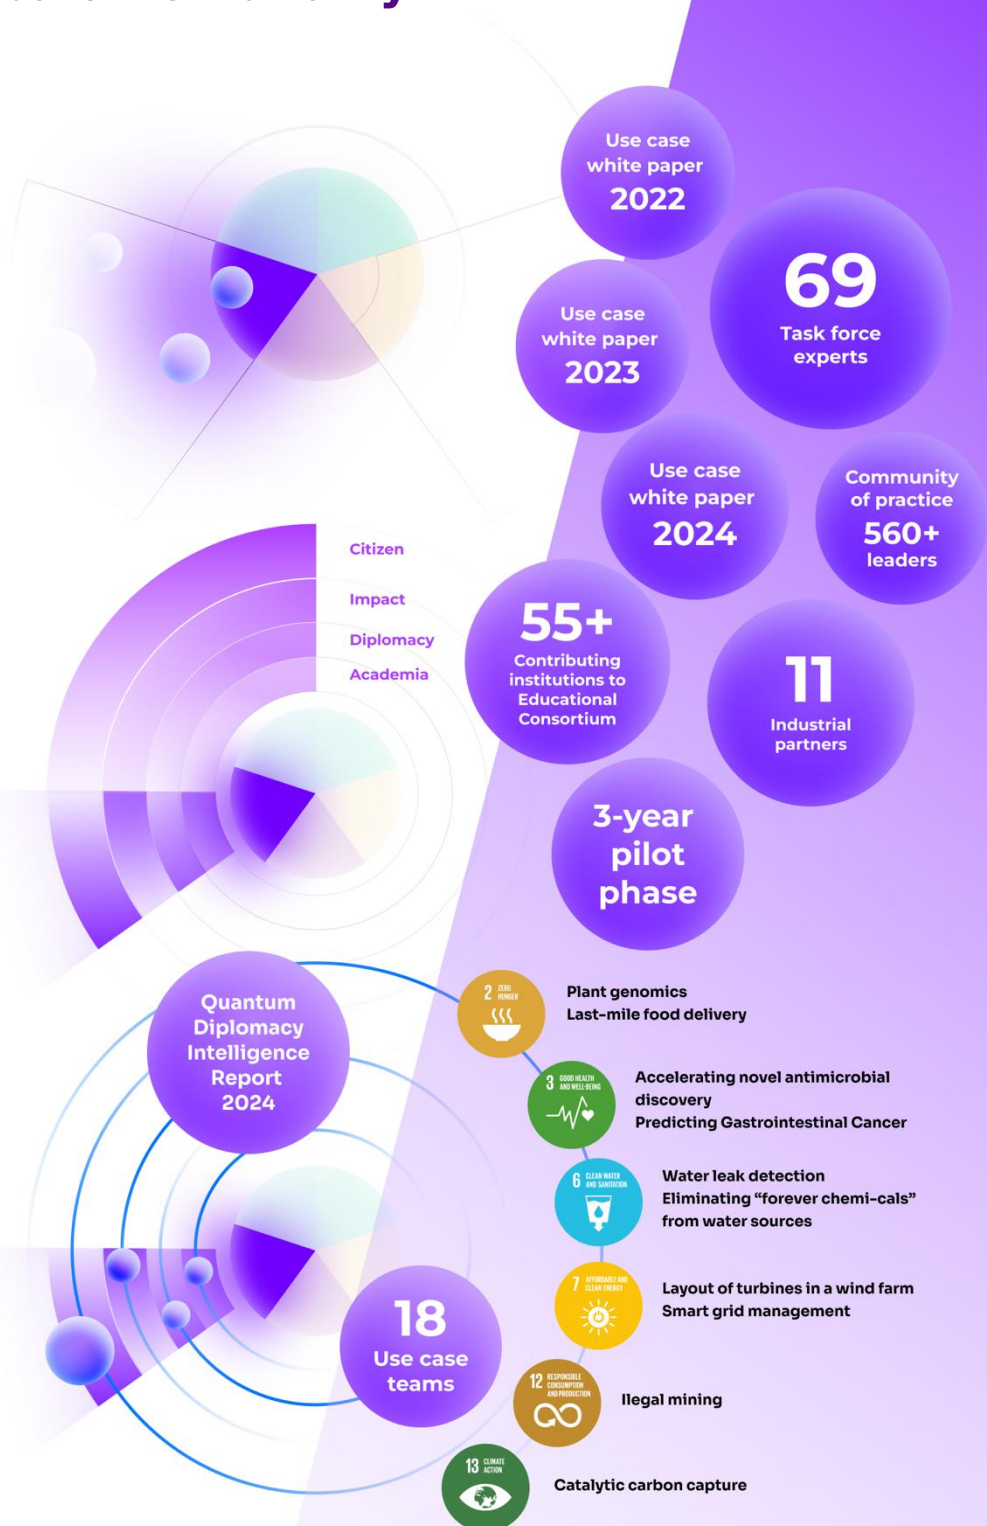 Use case
white paper
2022
69
Task force
experts
Use case
white paper
2023
Use case
white paper
2024
Community
of practice
560+
leaders
Citizen
Impact
Diplomacy
Academia
55+
Contributing
institutions to
Educational
Consortium
11
Industrial
partners
3-year
pilot
phase
Quantum
Diplomacy
Intelligence
Report
2024
2 ZERO
HUNGER
Plant genomics
Last-mile food delivery
3 GOOD HEALTH
AND WELL-BEING
Accelerating novel antimicrobial
discovery
Predicting Gastrointestinal Cancer
6 CLEAN WATER
AND SANITATION
Water leak detection
Eliminating “forever chemi-cals”
from water sources
7 AFFORDABLE AND
CLEAN ENERGY
Layout of turbines in a wind farm
Smart grid management
18
Use case
teams
12 RESPONSIBLE
CONSUMPTION
AND PRODUCTION
Ilegal mining
13 CLIMATE
ACTION
Catalytic carbon capture